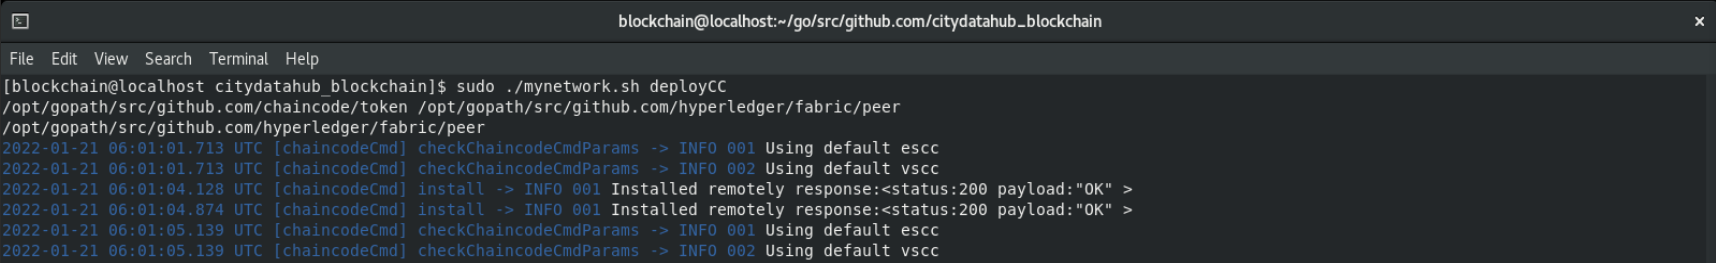 blockchain@localhost:~/go/src/github.com/citydatahub_blockchain ×
File Edit View Search Terminal Help
[blockchain@localhost citydatahub_blockchain]$ sudo ./mynetwork.sh deployCC
/opt/gopath/src/github.com/chaincode/token /opt/gopath/src/github.com/hyperledger/fabric/peer
/opt/gopath/src/github.com/hyperledger/fabric/peer
2022-01-21 06:01:01.713 UTC [chaincodeCmd] checkChaincodeCmdParams -> INFO 001 Using default escc
2022-01-21 06:01:01.713 UTC [chaincodeCmd] checkChaincodeCmdParams -> INFO 002 Using default vscc
2022-01-21 06:01:04.128 UTC [chaincodeCmd] install -> INFO 001 Installed remotely response:<status:200 payload:"OK" >
2022-01-21 06:01:04.874 UTC [chaincodeCmd] install -> INFO 001 Installed remotely response:<status:200 payload:"OK" >
2022-01-21 06:01:05.139 UTC [chaincodeCmd] checkChaincodeCmdParams -> INFO 001 Using default escc
2022-01-21 06:01:05.139 UTC [chaincodeCmd] checkChaincodeCmdParams -> INFO 002 Using default vscc